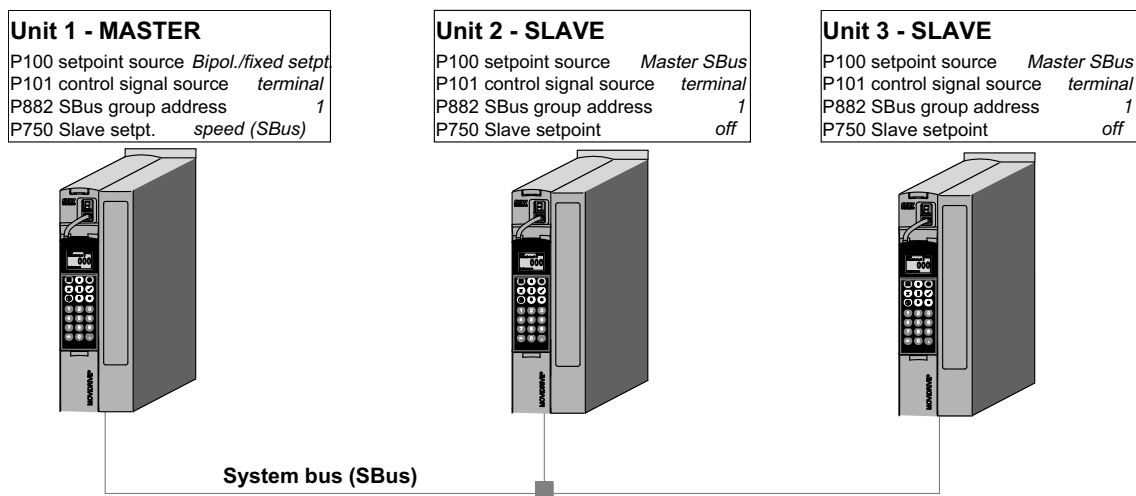 Unit 1 - MASTER
P100 setpoint source Bipol./fixed setpt.
P101 control signal source terminal
P882 SBus group address 1
P750 Slave setpt. speed (SBus)
Unit 2 - SLAVE
P100 setpoint source Master SBus
P101 control signal source terminal
P882 SBus group address 1
P750 Slave setpoint off
Unit 3 - SLAVE
P100 setpoint source Master SBus
P101 control signal source terminal
P882 SBus group address 1
P750 Slave setpoint off
MOVIDRIVE®
MOVIDRIVE®
MOVIDRIVE®
System bus (SBus)